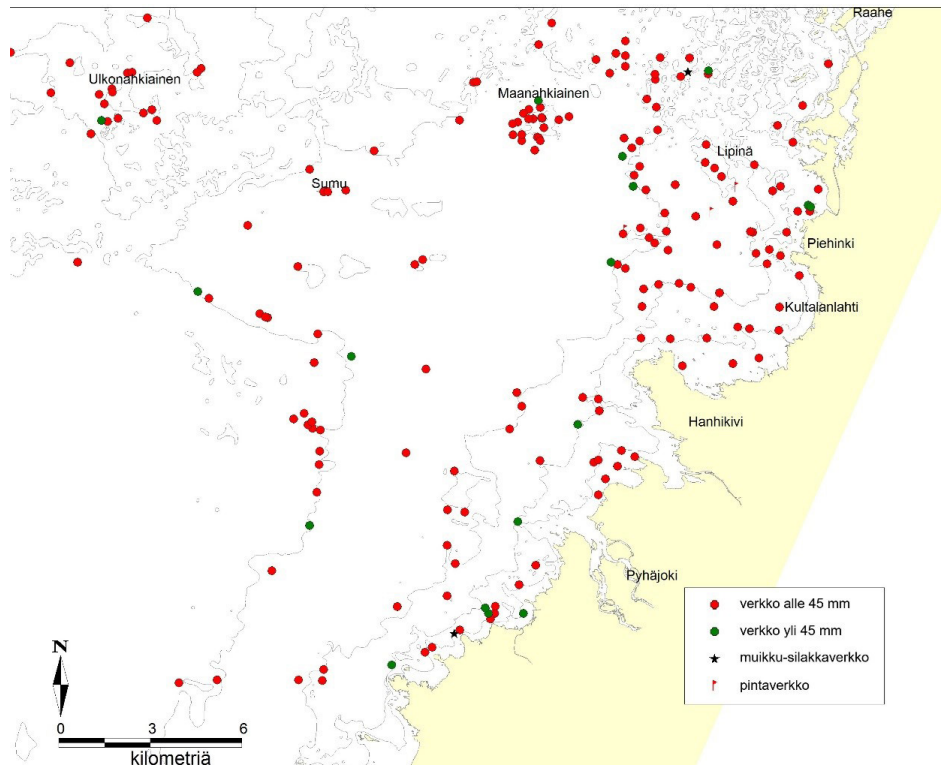 Raahe
Ulkonahkiainen
Maanahkiainen
Lipinä
Sumu
Piehinki
Kultalanlahti
Hanhikivi
Pyhäjoki
verkko alle 45 mm
verkko yli 45 mm
muikku-silakkaverkko
pintaverkko
N
0 3 6
kilometriä